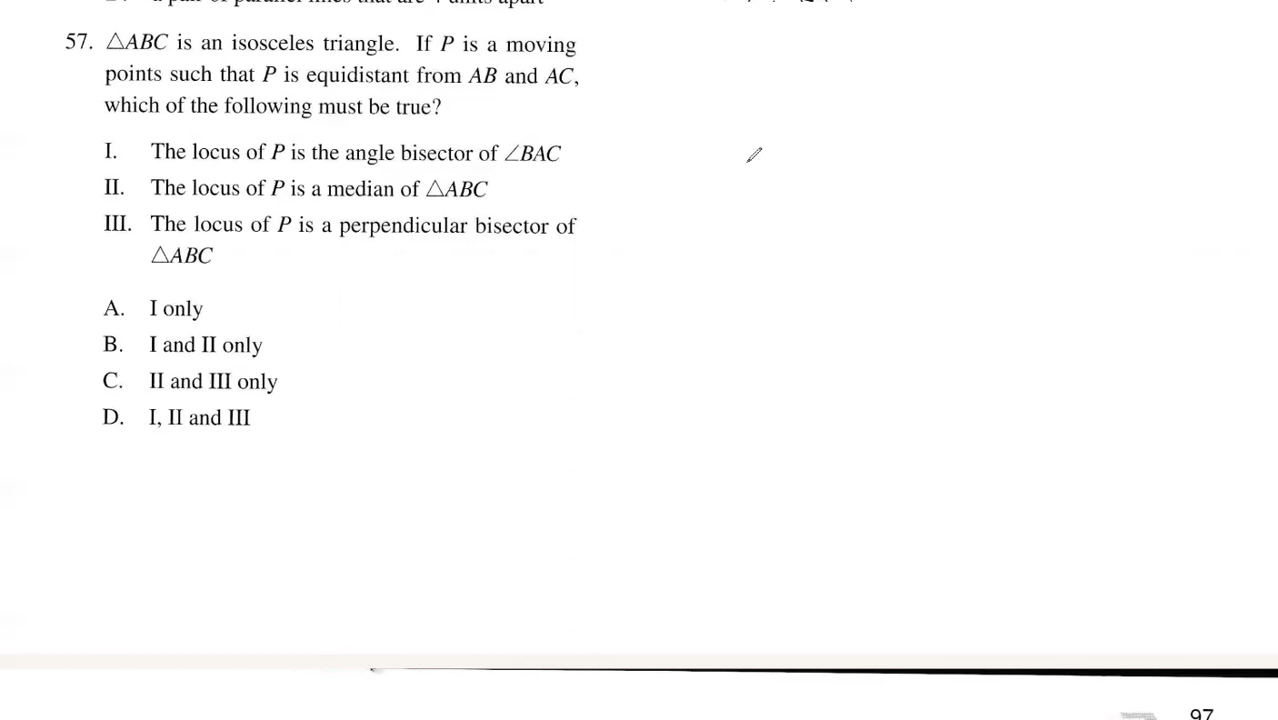 57. △ABC is an isosceles triangle. If P is a moving
points such that P is equidistant from AB and AC,
which of the following must be true?
I. The locus of P is the angle bisector of ∠BAC
II. The locus of P is a median of △ABC
III. The locus of P is a perpendicular bisector of
△ABC
A. I only
B. I and II only
C. II and III only
D. I, II and III
97